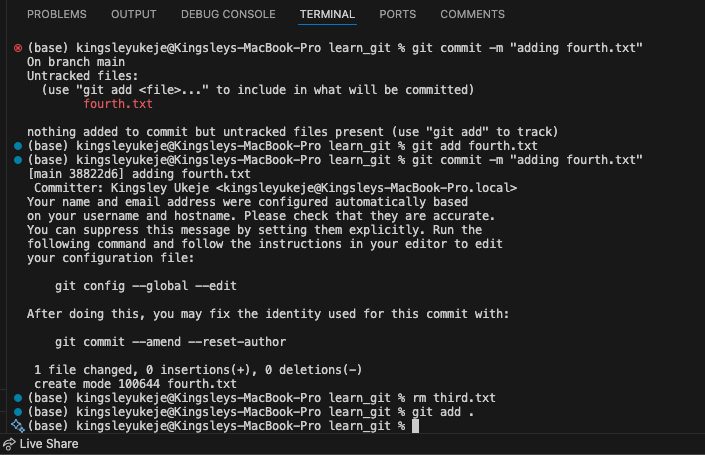 PROBLEMS OUTPUT DEBUG CONSOLE TERMINAL PORTS COMMENTS
(base) kingsleyukeje@Kingsleys-MacBook-Pro learn_git % git commit -m "adding fourth.txt"
On branch main
Untracked files:
  (use "git add <file>..." to include in what will be committed)
        fourth.txt

nothing added to commit but untracked files present (use "git add" to track)
(base) kingsleyukeje@Kingsleys-MacBook-Pro learn_git % git add fourth.txt
(base) kingsleyukeje@Kingsleys-MacBook-Pro learn_git % git commit -m "adding fourth.txt"
[main 38822d6] adding fourth.txt
 Committer: Kingsley Ukeje <kingsleyukeje@Kingsleys-MacBook-Pro.local>
Your name and email address were configured automatically based
on your username and hostname. Please check that they are accurate.
You can suppress this message by setting them explicitly. Run the
following command and follow the instructions in your editor to edit
your configuration file:

    git config --global --edit

After doing this, you may fix the identity used for this commit with:

    git commit --amend --reset-author

 1 file changed, 0 insertions(+), 0 deletions(-)
 create mode 100644 fourth.txt
(base) kingsleyukeje@Kingsleys-MacBook-Pro learn_git % rm third.txt
(base) kingsleyukeje@Kingsleys-MacBook-Pro learn_git % git add .
(base) kingsleyukeje@Kingsleys-MacBook-Pro learn_git %
Live Share